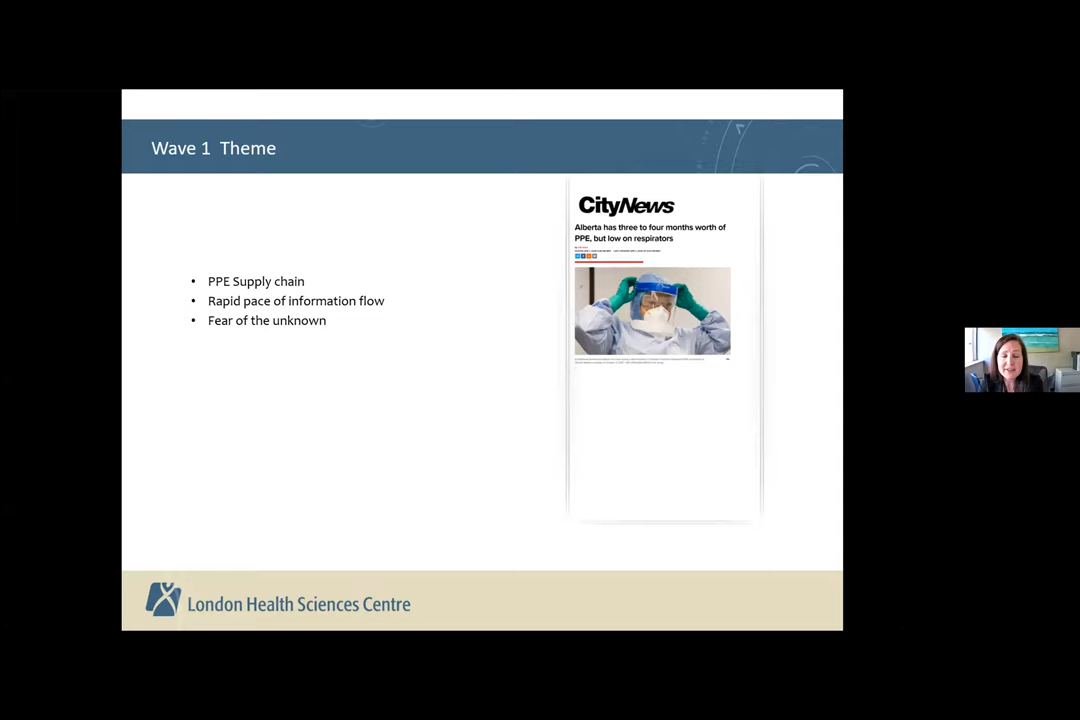 Wave 1 Theme
• PPE Supply chain
• Rapid pace of information flow
• Fear of the unknown
CityNews
Alberta has three to four months worth of
PPE, but low on respirators
London Health Sciences Centre